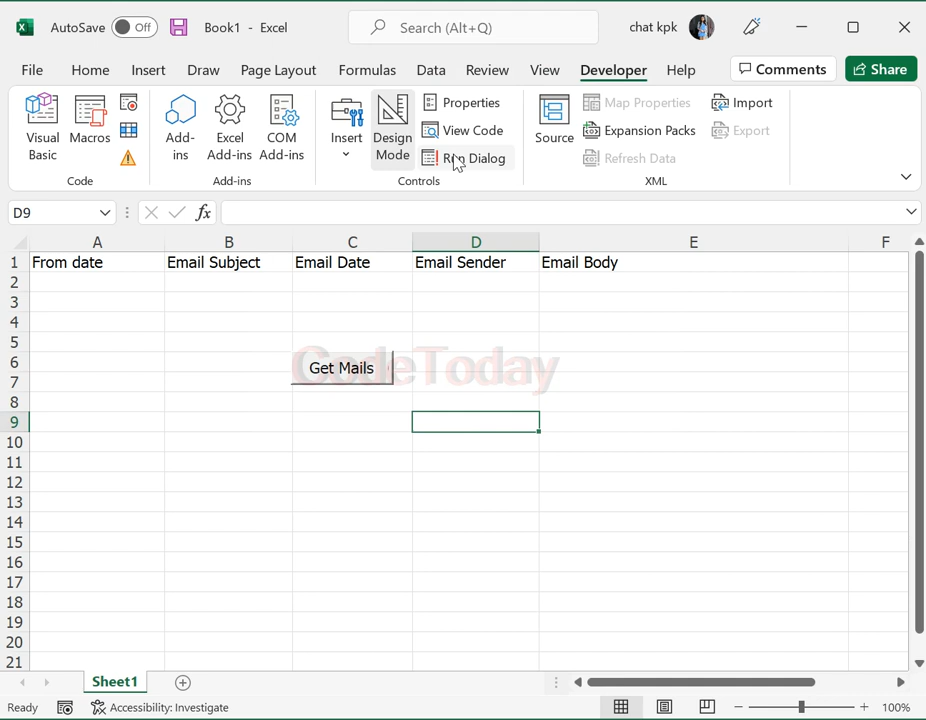 AutoSave Off Book1 - Excel Search (Alt+Q) chat kpk
File Home Insert Draw Page Layout Formulas Data Review View Developer Help Comments Share
Visual Basic Macros Add-ins Excel Add-ins COM Add-ins Insert Design Mode Properties View Code Run Dialog Source Map Properties Expansion Packs Refresh Data Import Export
Code Add-ins Controls XML
D9 fx
A B C D E F
1 From date Email Subject Email Date Email Sender Email Body
2
3
4
5
6
Get Mails
CodeToday
7
8
9
10
11
12
13
14
15
16
17
18
19
20
21
Sheet1
Ready Accessibility: Investigate 100%